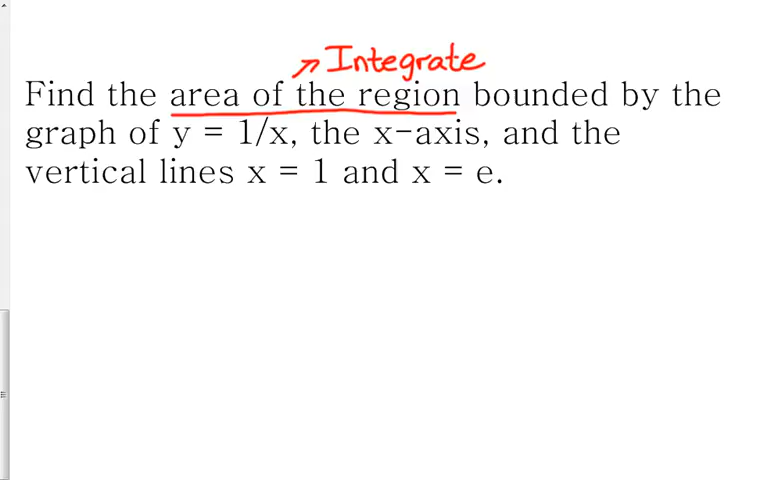 Integrate
Find the area of the region bounded by the
graph of y = 1/x, the x-axis, and the
vertical lines x = 1 and x = e.